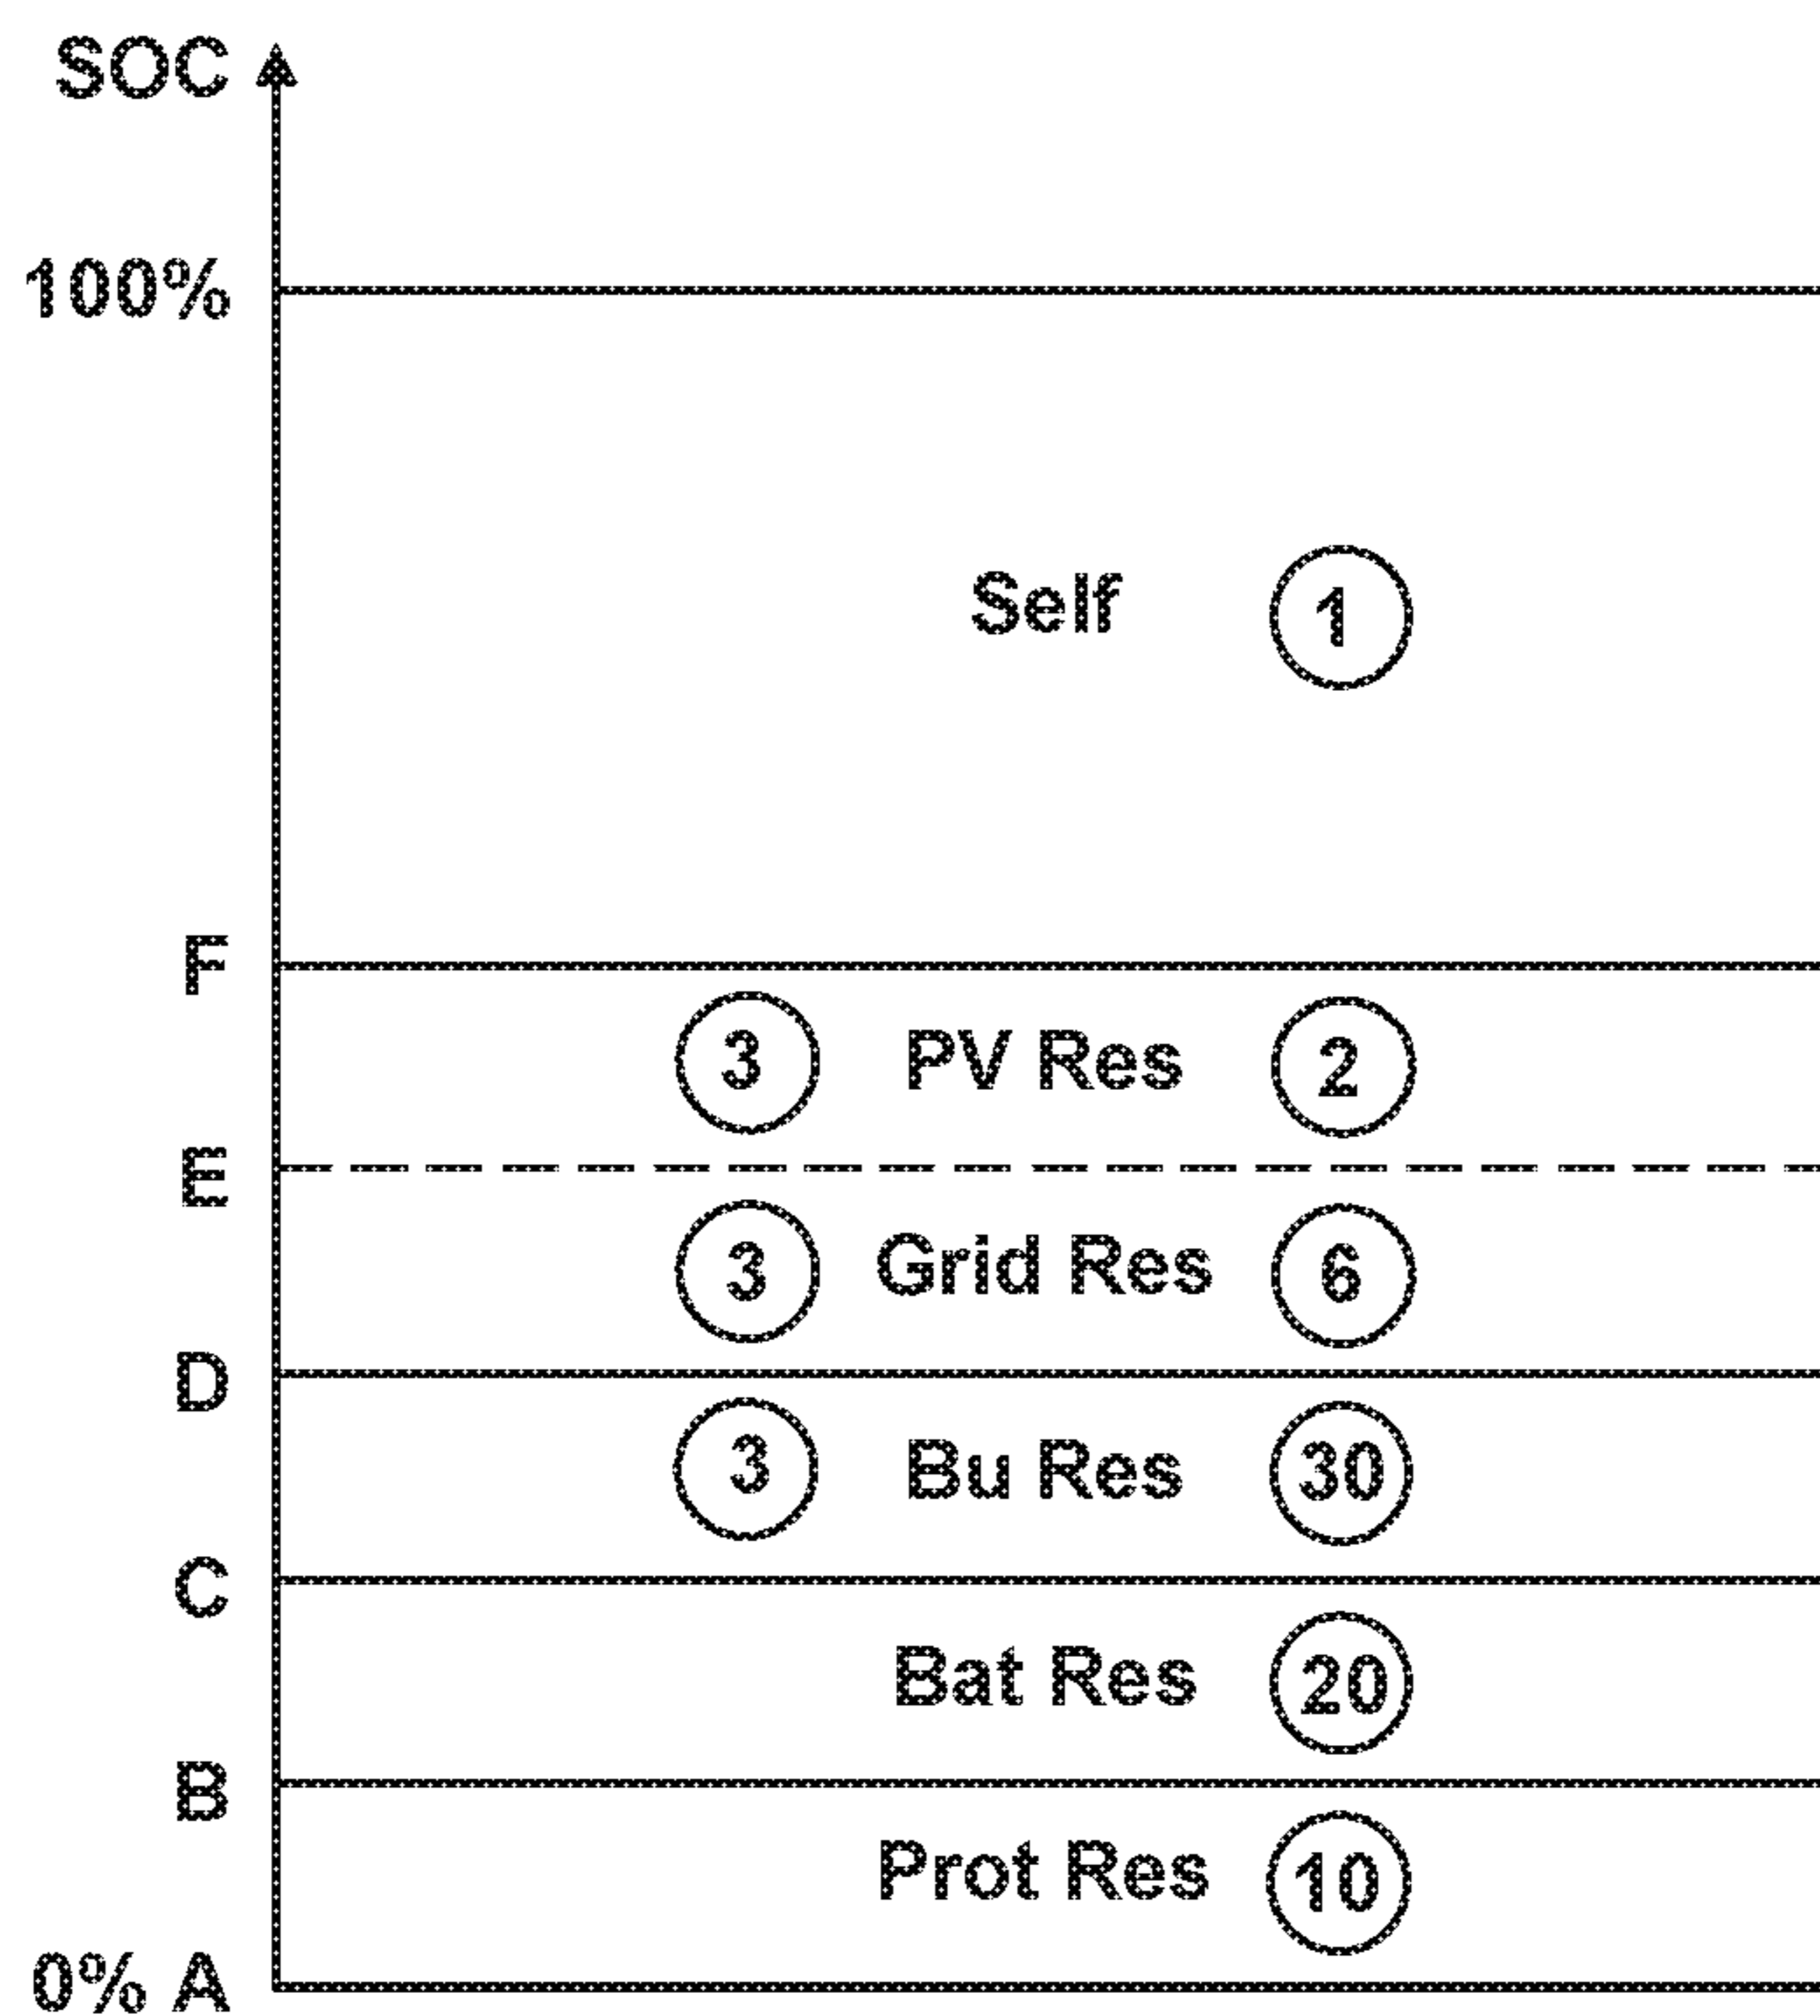 SOC
100%
Self 1
F
3 PV Res 2
E
3 Grid Res 6
D
3 Bu Res 30
C
Bat Res 20
B
Prot Res 10
0% A